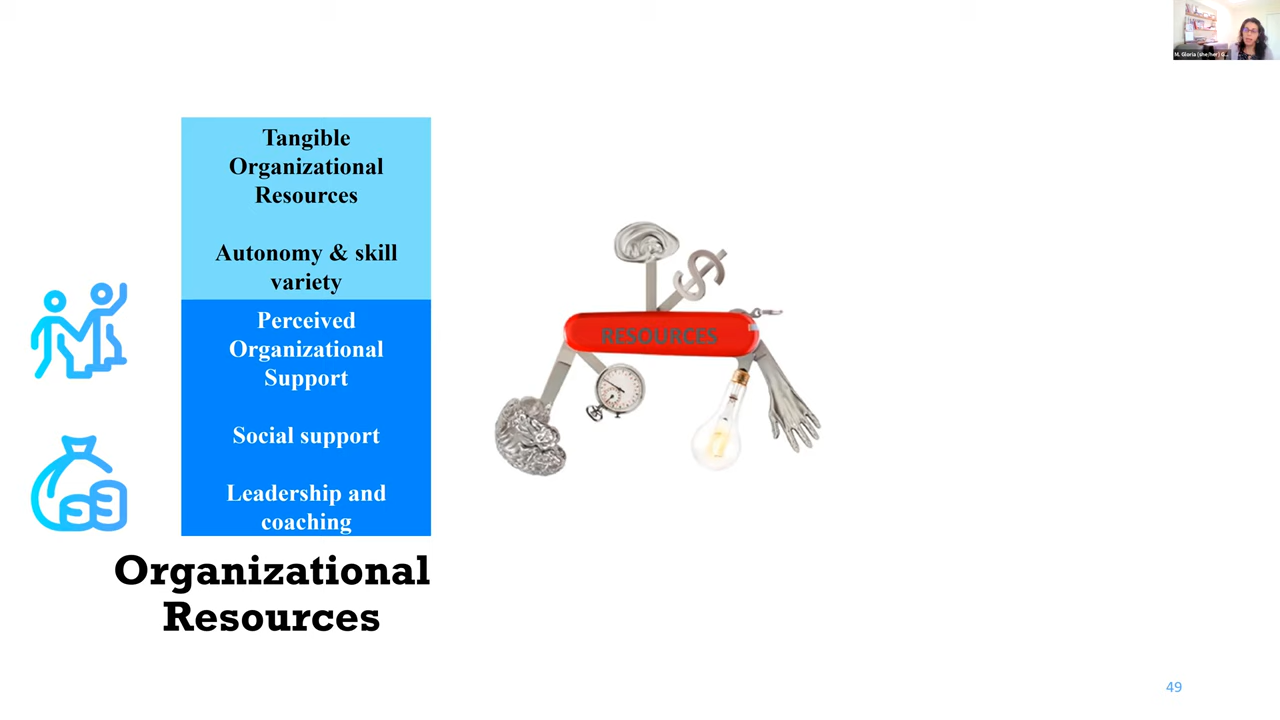 M. Gloria (she/her) G...
Tangible
Organizational
Resources
Autonomy & skill
variety
Perceived
Organizational
Support
Social support
Leadership and
coaching
RESOURCES
Organizational
Resources
49